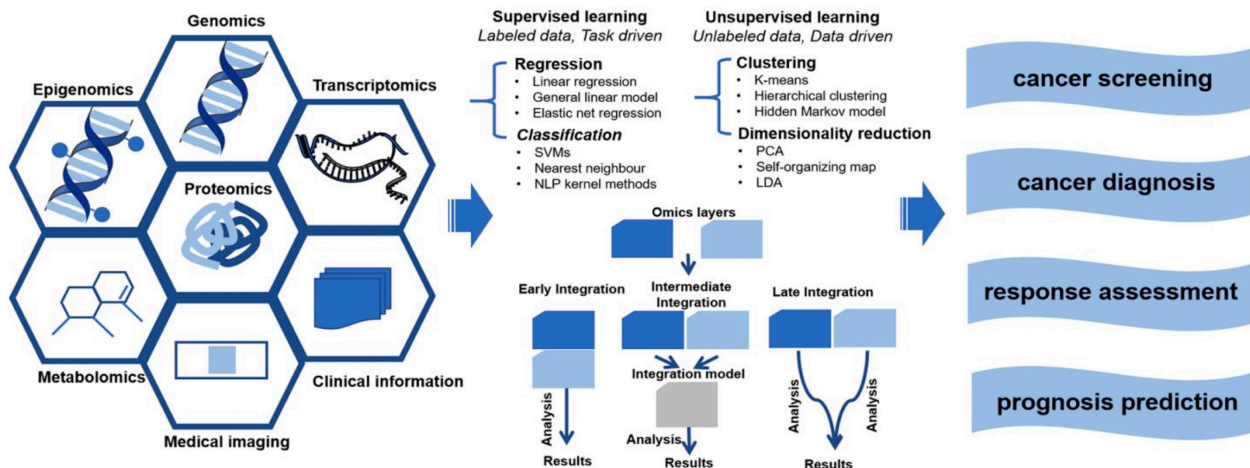 Genomics
Epigenomics
Transcriptomics
Proteomics
Metabolomics
Clinical information
Medical imaging
Supervised learning
Labeled data, Task driven
Regression
• Linear regression
• General linear model
• Elastic net regression
Classification
• SVMs
• Nearest neighbour
• NLP kernel methods
Unsupervised learning
Unlabeled data, Data driven
Clustering
• K-means
• Hierarchical clustering
• Hidden Markov model
Dimensionality reduction
• PCA
• Self-organizing map
• LDA
Omics layers
Early Integration
Intermediate
Integration
Late Integration
Integration model
Analysis
Analysis
Analysis
Analysis
Results
Results
Results
cancer screening
cancer diagnosis
response assessment
prognosis prediction